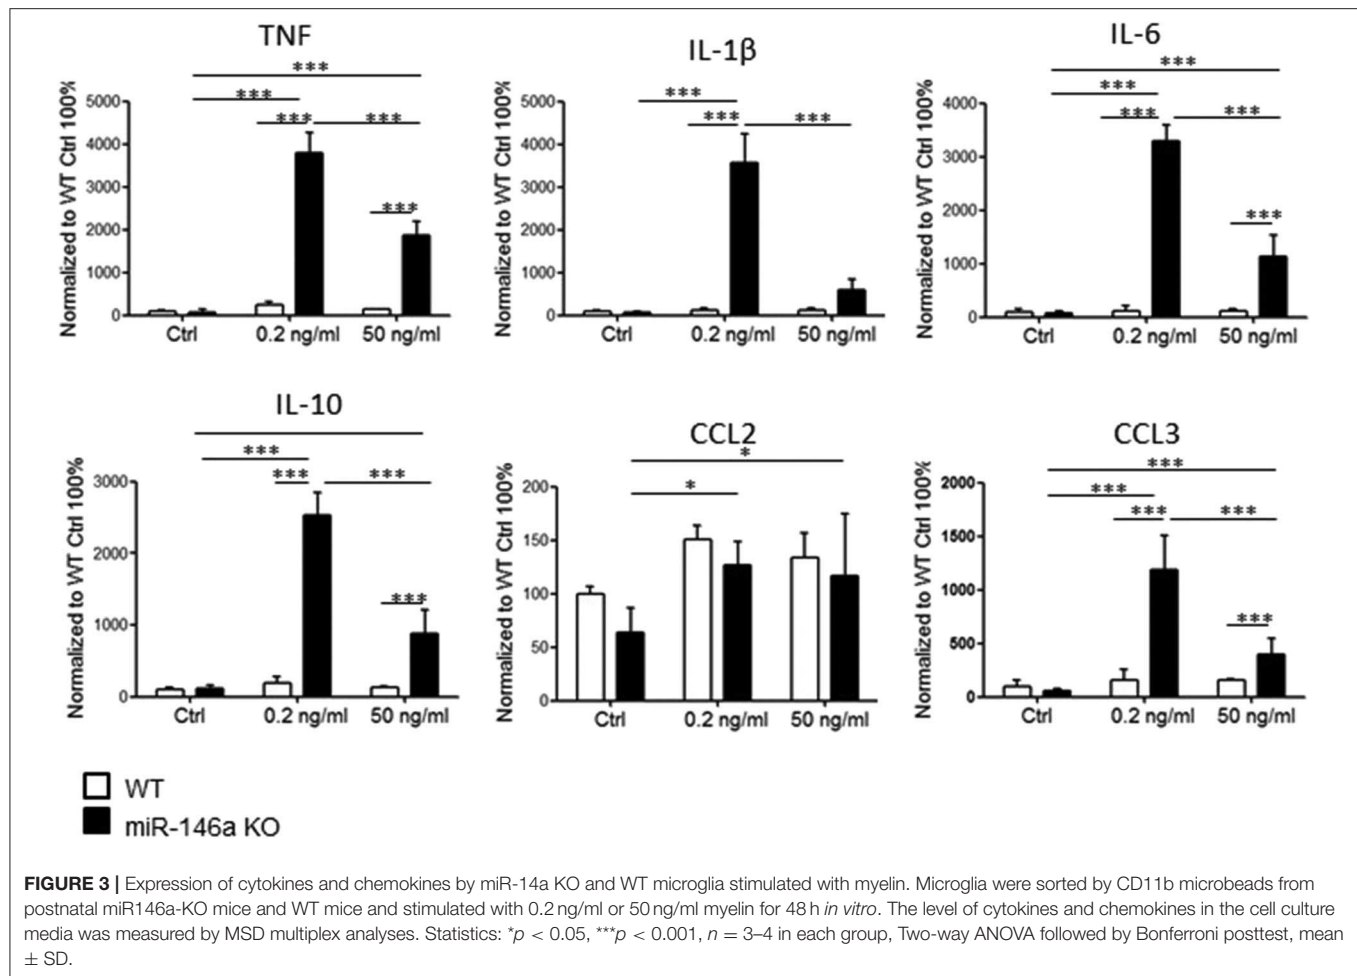 TNF
***
***
***
***
***
Normalized to WT Ctrl 100%
5000
4000
3000
2000
1000
0
Ctrl
0.2 ng/ml
50 ng/ml
IL-1β
***
***
***
Normalized to WT Ctrl 100%
5000
4000
3000
2000
1000
0
Ctrl
0.2 ng/ml
50 ng/ml
IL-6
***
***
***
***
***
Normalized to WT Ctrl 100%
4000
3000
2000
1000
0
Ctrl
0.2 ng/ml
50 ng/ml
IL-10
***
***
***
***
Normalized to WT Ctrl 100%
3000
2000
1000
0
Ctrl
0.2 ng/ml
50 ng/ml
CCL2
*
*
Normalized to WT Ctrl 100%
200
150
100
50
0
Ctrl
0.2 ng/ml
50 ng/ml
CCL3
***
***
***
***
***
Normalized to WT Ctrl 100%
2000
1500
1000
500
0
Ctrl
0.2 ng/ml
50 ng/ml
WT
miR-146a KO
FIGURE 3 | Expression of cytokines and chemokines by miR-14a KO and WT microglia stimulated with myelin. Microglia were sorted by CD11b microbeads from
postnatal miR146a-KO mice and WT mice and stimulated with 0.2 ng/ml or 50 ng/ml myelin for 48 h in vitro. The level of cytokines and chemokines in the cell culture
media was measured by MSD multiplex analyses. Statistics: *p < 0.05, ***p < 0.001, n = 3–4 in each group, Two-way ANOVA followed by Bonferroni posttest, mean
± SD.